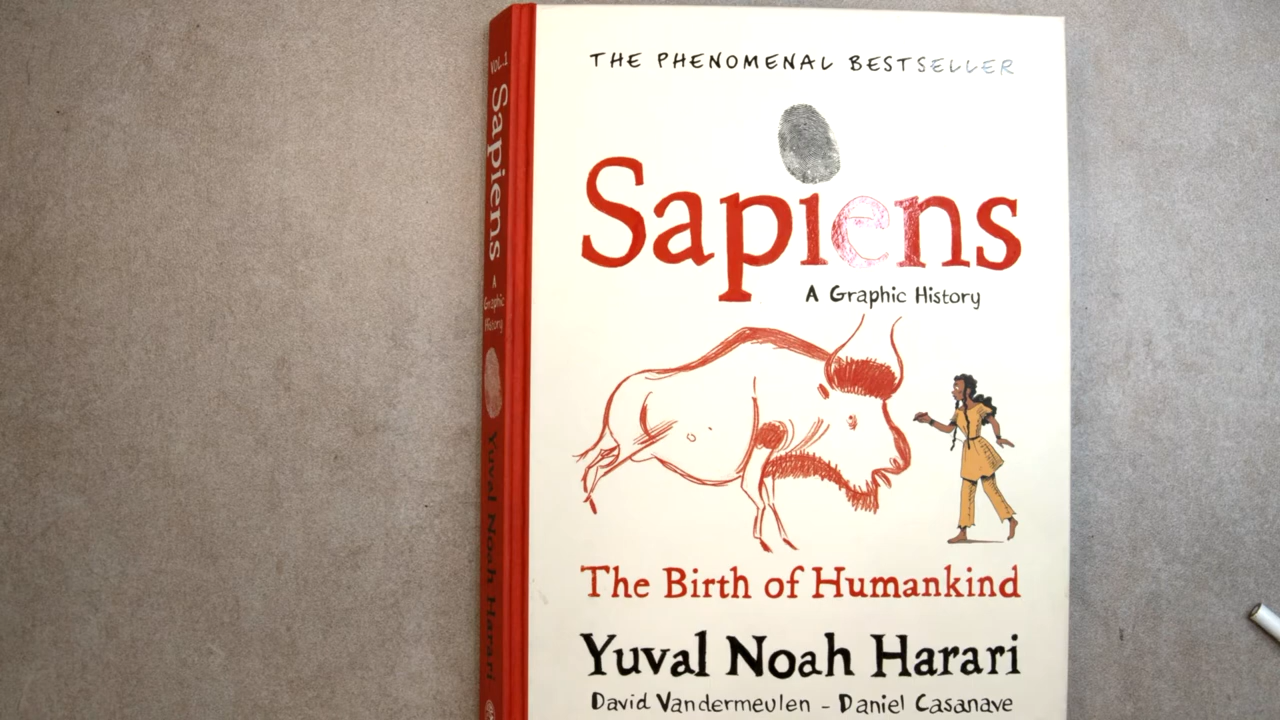 THE PHENOMENAL BESTSELLER
Sapiens
A Graphic History
The Birth of Humankind
Yuval Noah Harari
David Vandermeulen – Daniel Casanave
VOL.1
Sapiens
A
Graphic
History
Yuval Noah Harari